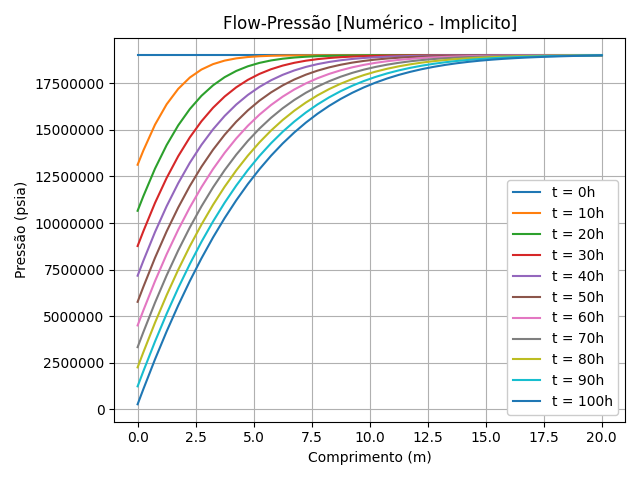 Flow-Pressão [Numérico - Implicito]
Pressão (psia)
17500000
15000000
12500000
10000000
7500000
5000000
2500000
0
t = 0h
t = 10h
t = 20h
t = 30h
t = 40h
t = 50h
t = 60h
t = 70h
t = 80h
t = 90h
t = 100h
0.0 2.5 5.0 7.5 10.0 12.5 15.0 17.5 20.0
Comprimento (m)